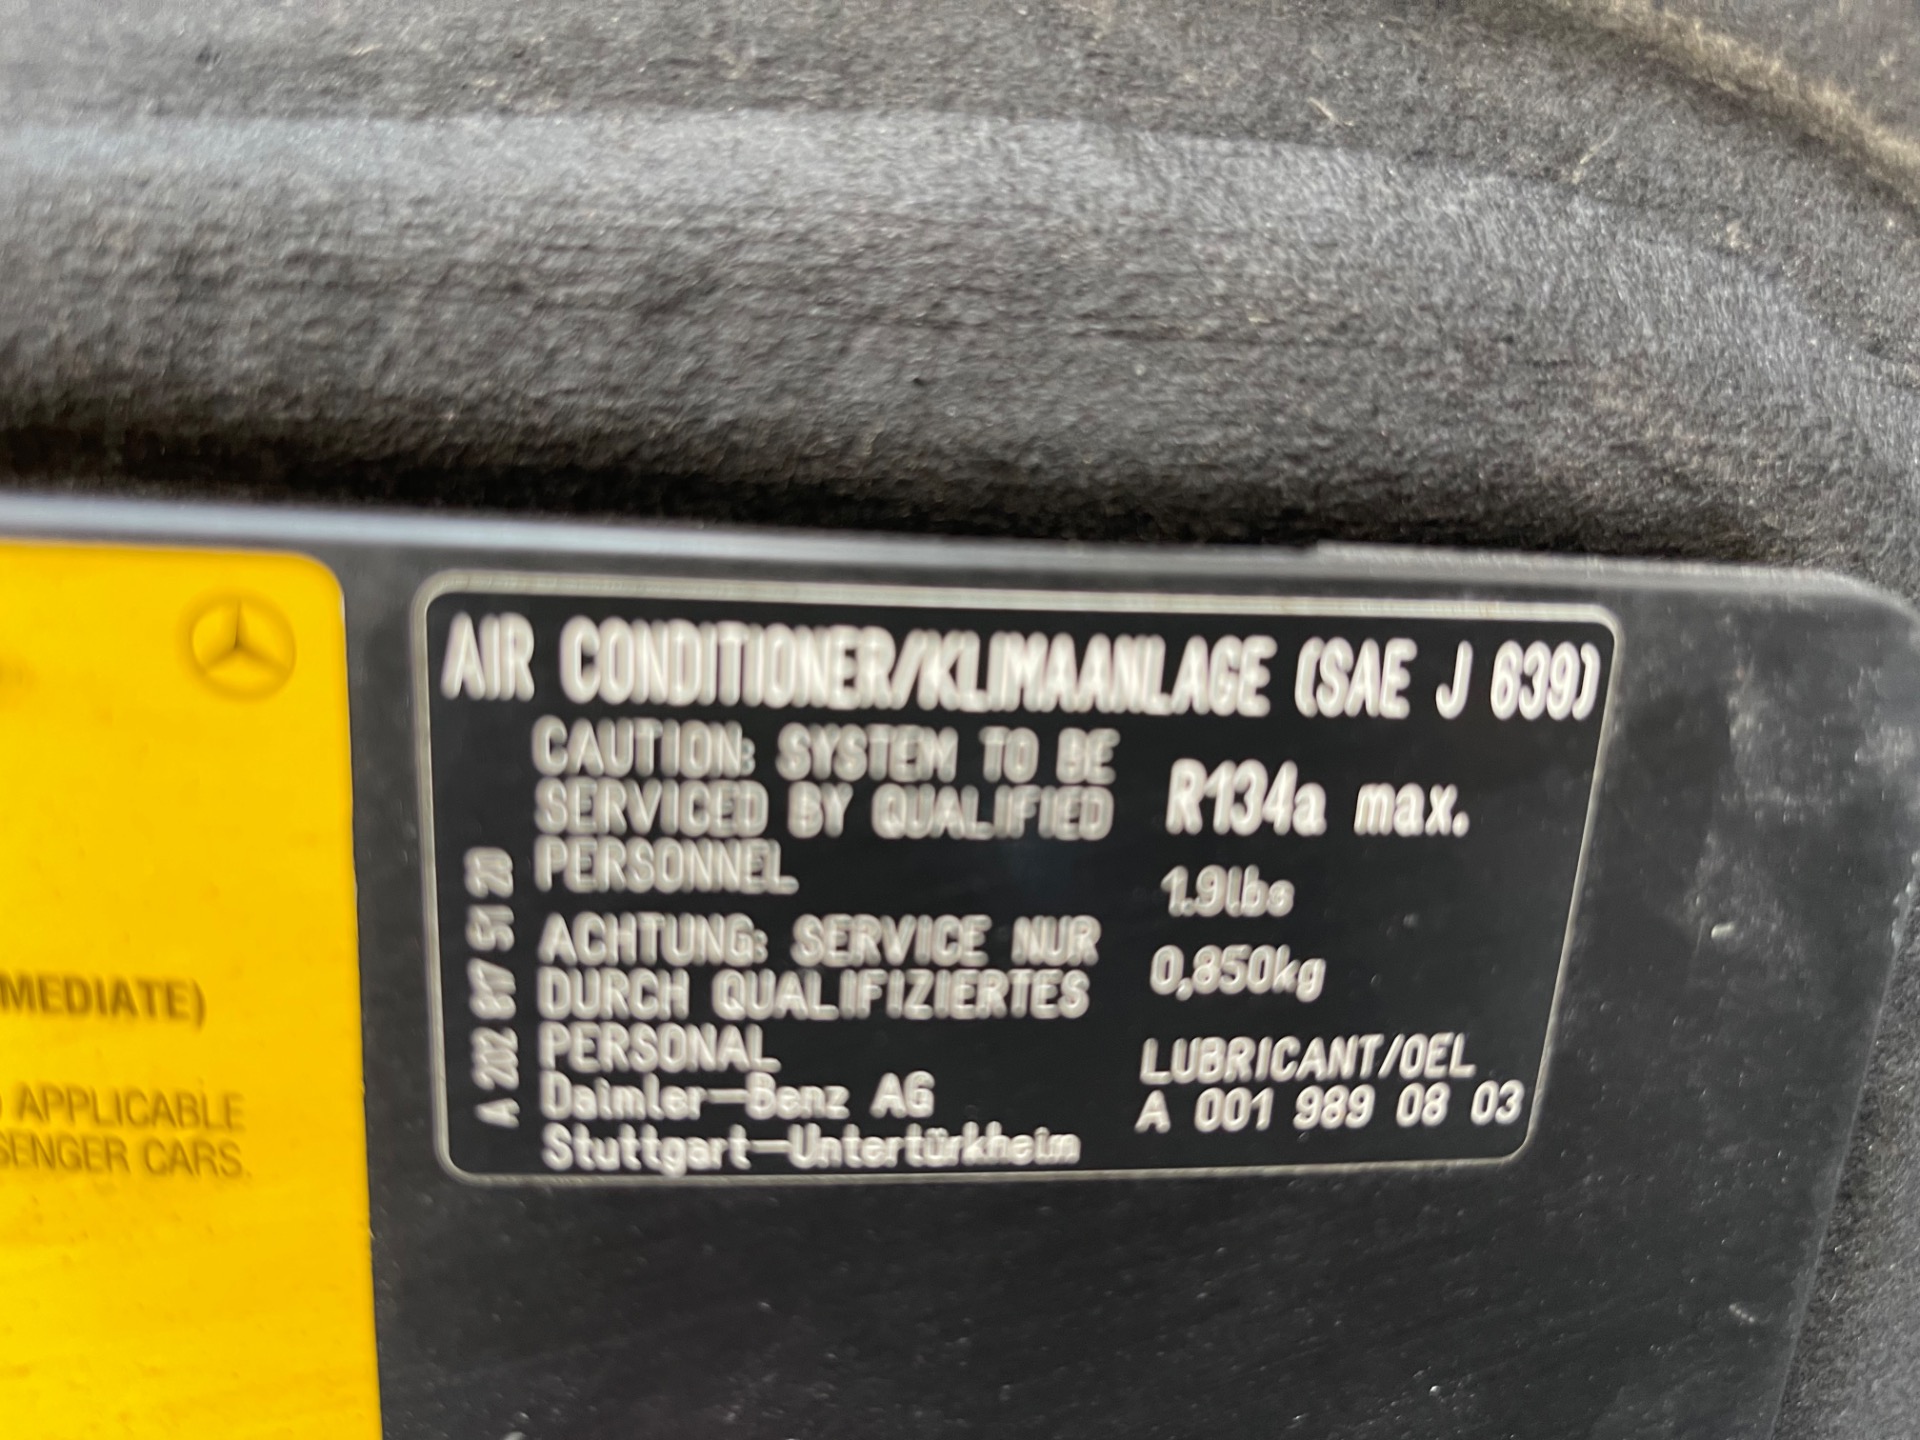 MEDIATE)
APPLICABLE
SENGER CARS.
AIR CONDITIONER/KLIMAANLAGE (SAE J 639)
CAUTION: SYSTEM TO BE
SERVICED BY QUALIFIED
PERSONNEL
ACHTUNG: SERVICE NUR
DURCH QUALIFIZIERTES
PERSONAL
Daimler-Benz AG
Stuttgart-Untertürkheim
R134a max.
1.9lbs
0,850kg
LUBRICANT/OEL
A 001 989 08 03
A 202 817 51 20